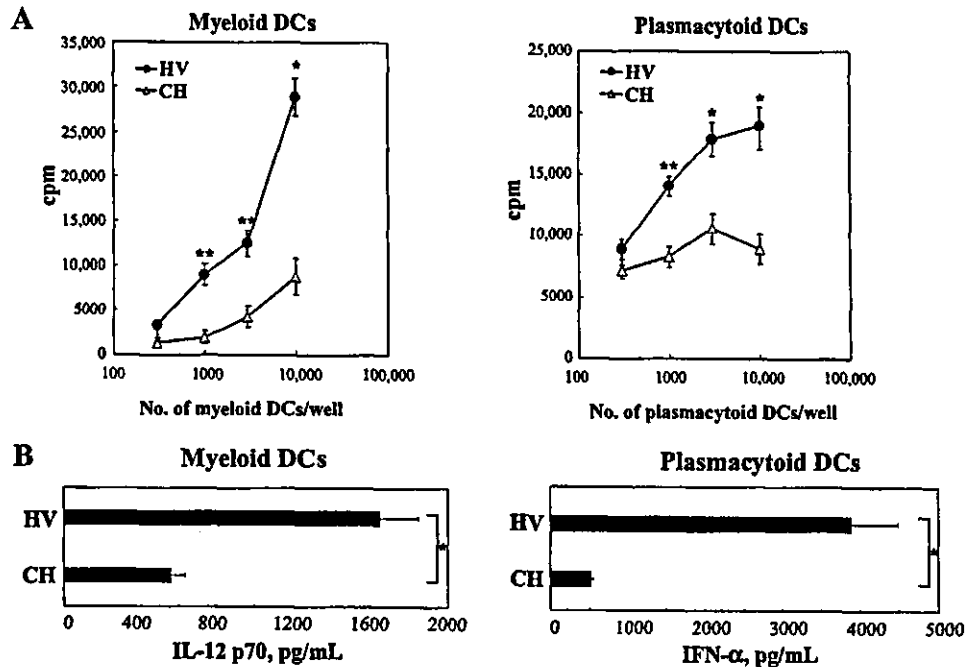 A
Myeloid DCs
35,000
30,000
25,000
20,000
15,000
10,000
5000
0
cpm
HV
CH
*
**
**
100 1000 10,000 100,000
No. of myeloid DCs/well
Plasmacytoid DCs
25,000
20,000
15,000
10,000
5000
0
cpm
HV
CH
*
*
**
100 1000 10,000 100,000
No. of plasmacytoid DCs/well
B
Myeloid DCs
HV
CH
*
0 400 800 1200 1600 2000
IL-12 p70, pg/mL
Plasmacytoid DCs
HV
CH
*
0 1000 2000 3000 4000 5000
IFN-α, pg/mL